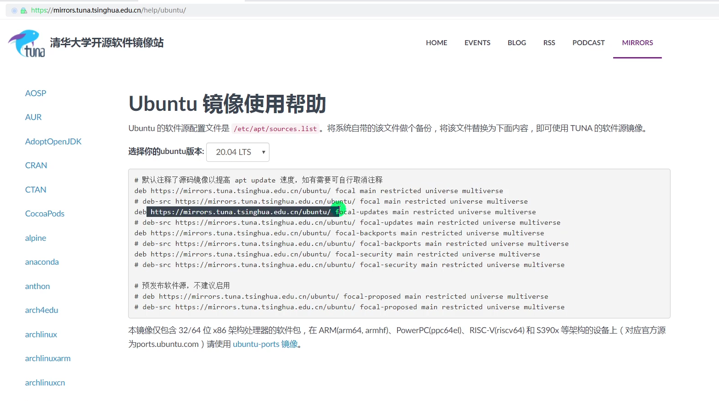 https://mirrors.tuna.tsinghua.edu.cn/help/ubuntu/
tuna
清华大学开源软件镜像站
HOME EVENTS BLOG RSS PODCAST MIRRORS
AOSP
AUR
AdoptOpenJDK
CRAN
CTAN
CocoaPods
alpine
anaconda
anthon
arch4edu
archlinux
archlinuxarm
archlinuxcn
Ubuntu 镜像使用帮助
Ubuntu 的软件源配置文件是 /etc/apt/sources.list 。将系统自带的该文件做个备份，将该文件替换为下面内容，即可使用 TUNA 的软件源镜像。
选择你的ubuntu版本: 20.04 LTS
# 默认注释了源码镜像以提高 apt update 速度，如有需要可自行取消注释
deb https://mirrors.tuna.tsinghua.edu.cn/ubuntu/ focal main restricted universe multiverse
# deb-src https://mirrors.tuna.tsinghua.edu.cn/ubuntu/ focal main restricted universe multiverse
deb https://mirrors.tuna.tsinghua.edu.cn/ubuntu/ focal-updates main restricted universe multiverse
# deb-src https://mirrors.tuna.tsinghua.edu.cn/ubuntu/ focal-updates main restricted universe multiverse
deb https://mirrors.tuna.tsinghua.edu.cn/ubuntu/ focal-backports main restricted universe multiverse
# deb-src https://mirrors.tuna.tsinghua.edu.cn/ubuntu/ focal-backports main restricted universe multiverse
deb https://mirrors.tuna.tsinghua.edu.cn/ubuntu/ focal-security main restricted universe multiverse
# deb-src https://mirrors.tuna.tsinghua.edu.cn/ubuntu/ focal-security main restricted universe multiverse
# 预发布软件源，不建议启用
# deb https://mirrors.tuna.tsinghua.edu.cn/ubuntu/ focal-proposed main restricted universe multiverse
# deb-src https://mirrors.tuna.tsinghua.edu.cn/ubuntu/ focal-proposed main restricted universe multiverse
本镜像仅包含 32/64 位 x86 架构处理器的软件包，在 ARM(arm64, armhf)、PowerPC(ppc64el)、RISC-V(riscv64) 和 S390x 等架构的设备上（对应官方源
为ports.ubuntu.com）请使用 ubuntu-ports 镜像。